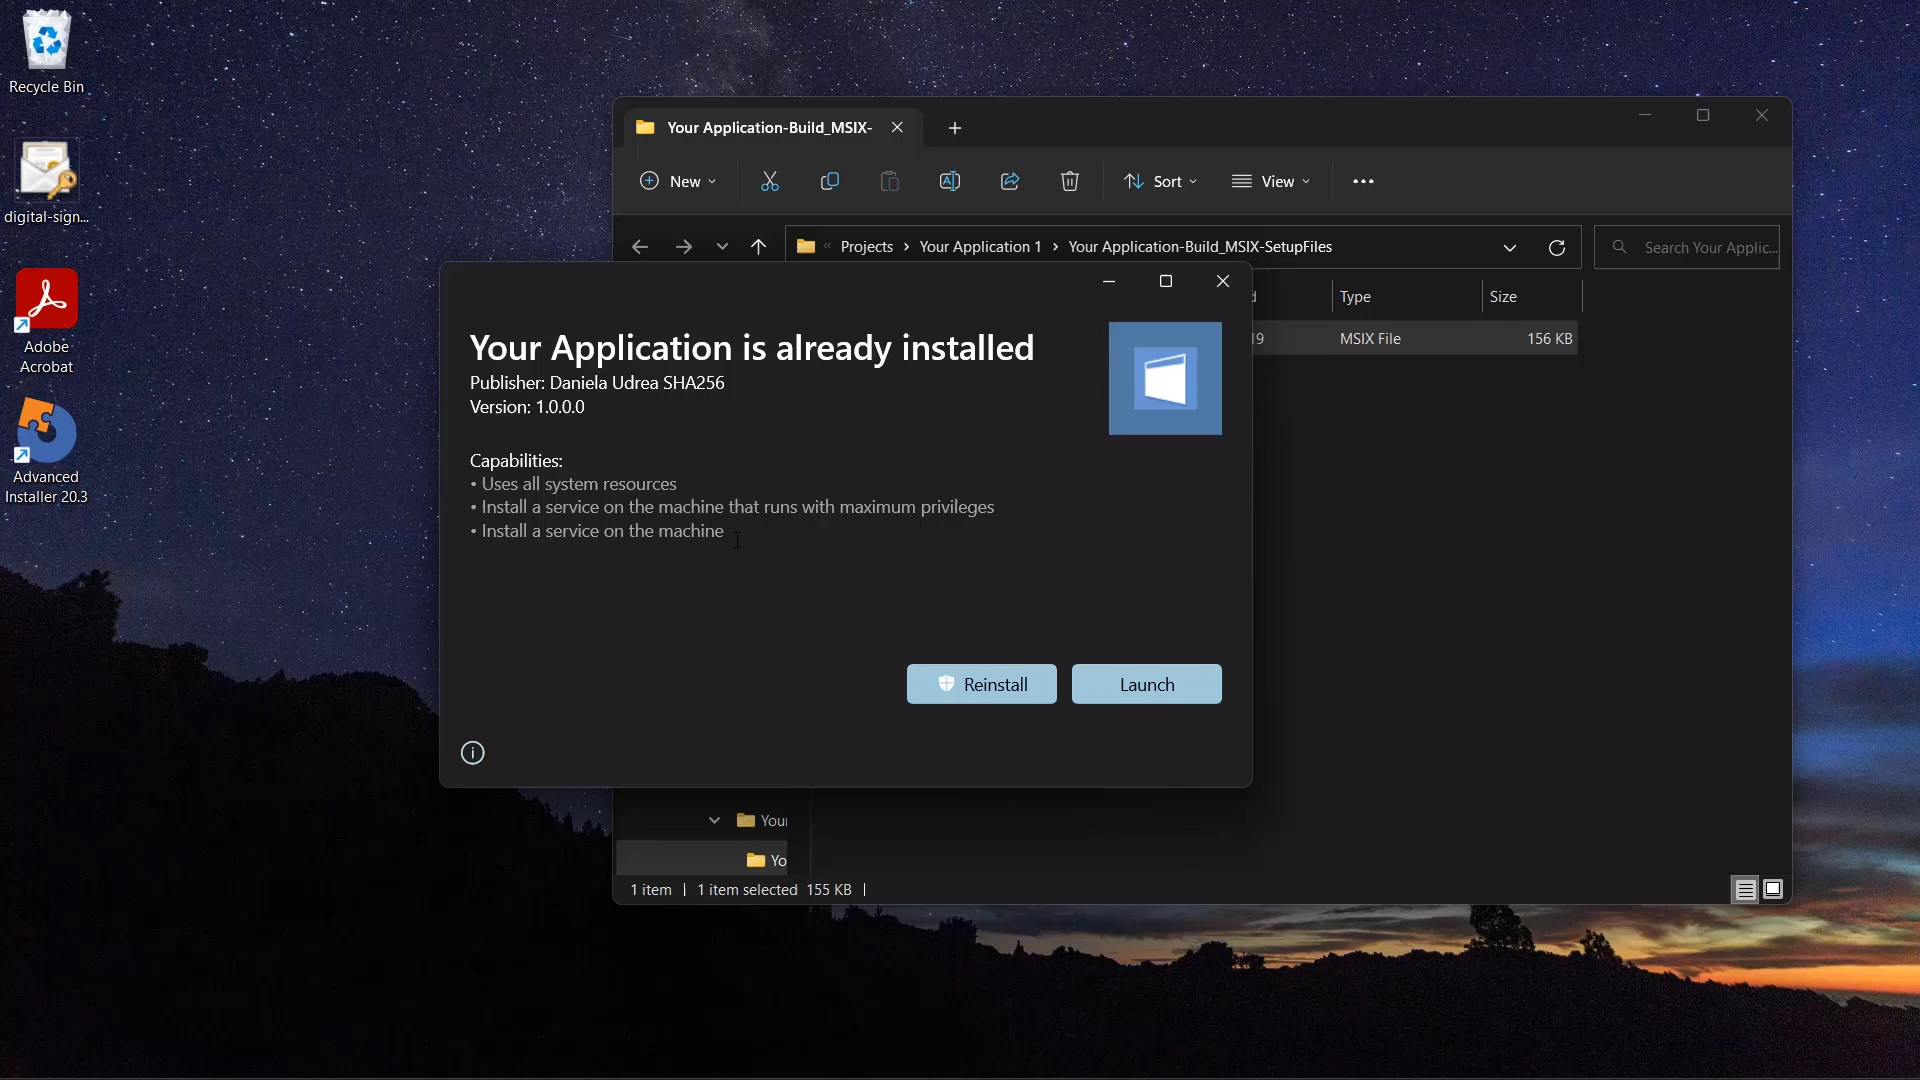 Recycle Bin
digital-sign...
Adobe
Acrobat
Advanced
Installer 20.3
Your Application-Build_MSIX-
New
Sort
View
Projects
Your Application 1
Your Application-Build_MSIX-SetupFiles
Search Your Applic...
Type
Size
19
MSIX File
156 KB
Your Application is already installed
Publisher: Daniela Udrea SHA256
Version: 1.0.0.0
Capabilities:
• Uses all system resources
• Install a service on the machine that runs with maximum privileges
• Install a service on the machine
Reinstall
Launch
Your
Yo
1 item
1 item selected 155 KB